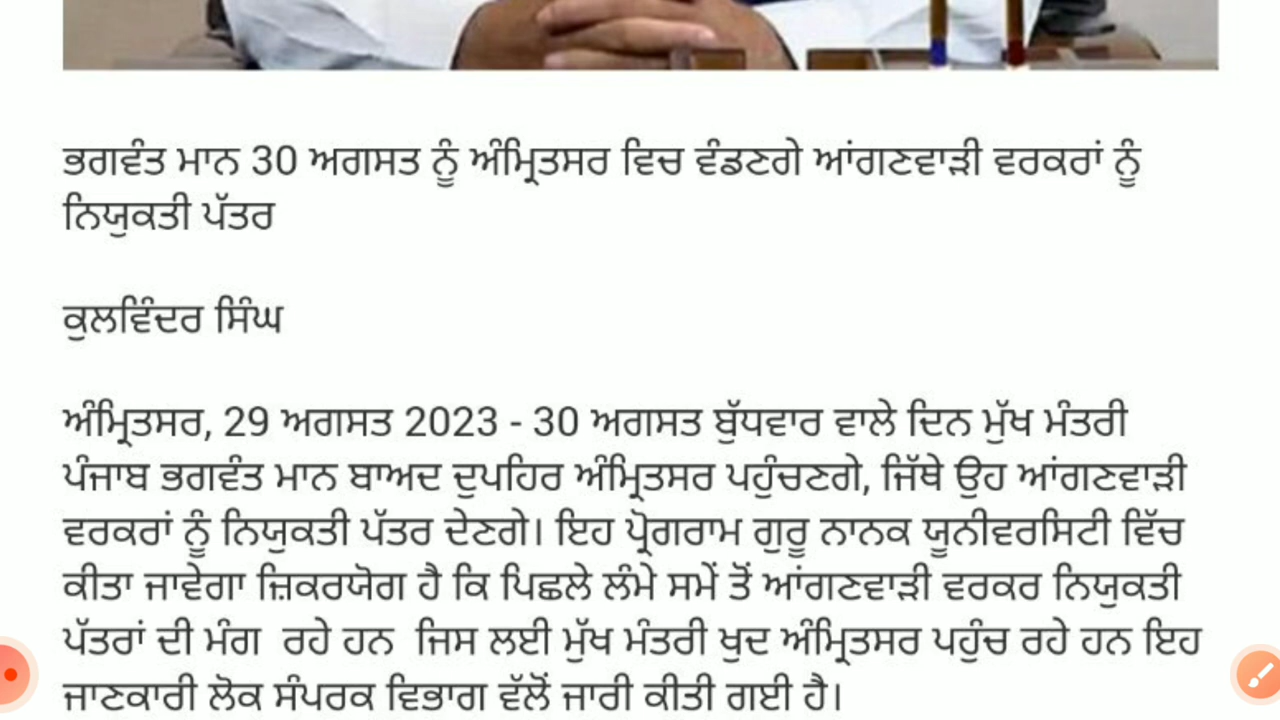 ਭਗਵੰਤ ਮਾਨ 30 ਅਗਸਤ ਨੂੰ ਅੰਮ੍ਰਿਤਸਰ ਵਿਚ ਵੰਡਣਗੇ ਆਂਗਣਵਾੜੀ ਵਰਕਰਾਂ ਨੂੰ
ਨਿਯੁਕਤੀ ਪੱਤਰ
ਕੁਲਵਿੰਦਰ ਸਿੰਘ
ਅੰਮ੍ਰਿਤਸਰ, 29 ਅਗਸਤ 2023 - 30 ਅਗਸਤ ਬੁੱਧਵਾਰ ਵਾਲੇ ਦਿਨ ਮੁੱਖ ਮੰਤਰੀ
ਪੰਜਾਬ ਭਗਵੰਤ ਮਾਨ ਬਾਅਦ ਦੁਪਹਿਰ ਅੰਮ੍ਰਿਤਸਰ ਪਹੁੰਚਣਗੇ, ਜਿੱਥੇ ਉਹ ਆਂਗਣਵਾੜੀ
ਵਰਕਰਾਂ ਨੂੰ ਨਿਯੁਕਤੀ ਪੱਤਰ ਦੇਣਗੇ। ਇਹ ਪ੍ਰੋਗਰਾਮ ਗੁਰੂ ਨਾਨਕ ਯੂਨੀਵਰਸਿਟੀ ਵਿੱਚ
ਕੀਤਾ ਜਾਵੇਗਾ ਜ਼ਿਕਰਯੋਗ ਹੈ ਕਿ ਪਿਛਲੇ ਲੰਮੇ ਸਮੇਂ ਤੋਂ ਆਂਗਣਵਾੜੀ ਵਰਕਰ ਨਿਯੁਕਤੀ
ਪੱਤਰਾਂ ਦੀ ਮੰਗ ਰਹੇ ਹਨ ਜਿਸ ਲਈ ਮੁੱਖ ਮੰਤਰੀ ਖੁਦ ਅੰਮ੍ਰਿਤਸਰ ਪਹੁੰਚ ਰਹੇ ਹਨ ਇਹ
ਜਾਣਕਾਰੀ ਲੋਕ ਸੰਪਰਕ ਵਿਭਾਗ ਵੱਲੋਂ ਜਾਰੀ ਕੀਤੀ ਗਈ ਹੈ।